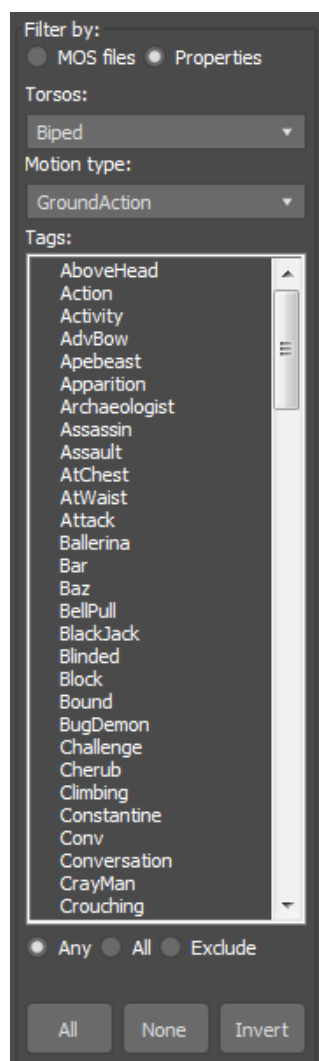 Filter by:
MOS files Properties
Torsos:
Biped
Motion type:
GroundAction
Tags:
AboveHead
Action
Activity
AdvBow
Apebeast
Apparition
Archaeologist
Assassin
Assault
AtChest
AtWaist
Attack
Ballerina
Bar
Baz
BellPull
BlackJack
Blinded
Block
Bound
BugDemon
Challenge
Cherub
Climbing
Constantine
Conv
Conversation
CrayMan
Crouching
Any All Exclude
All None Invert